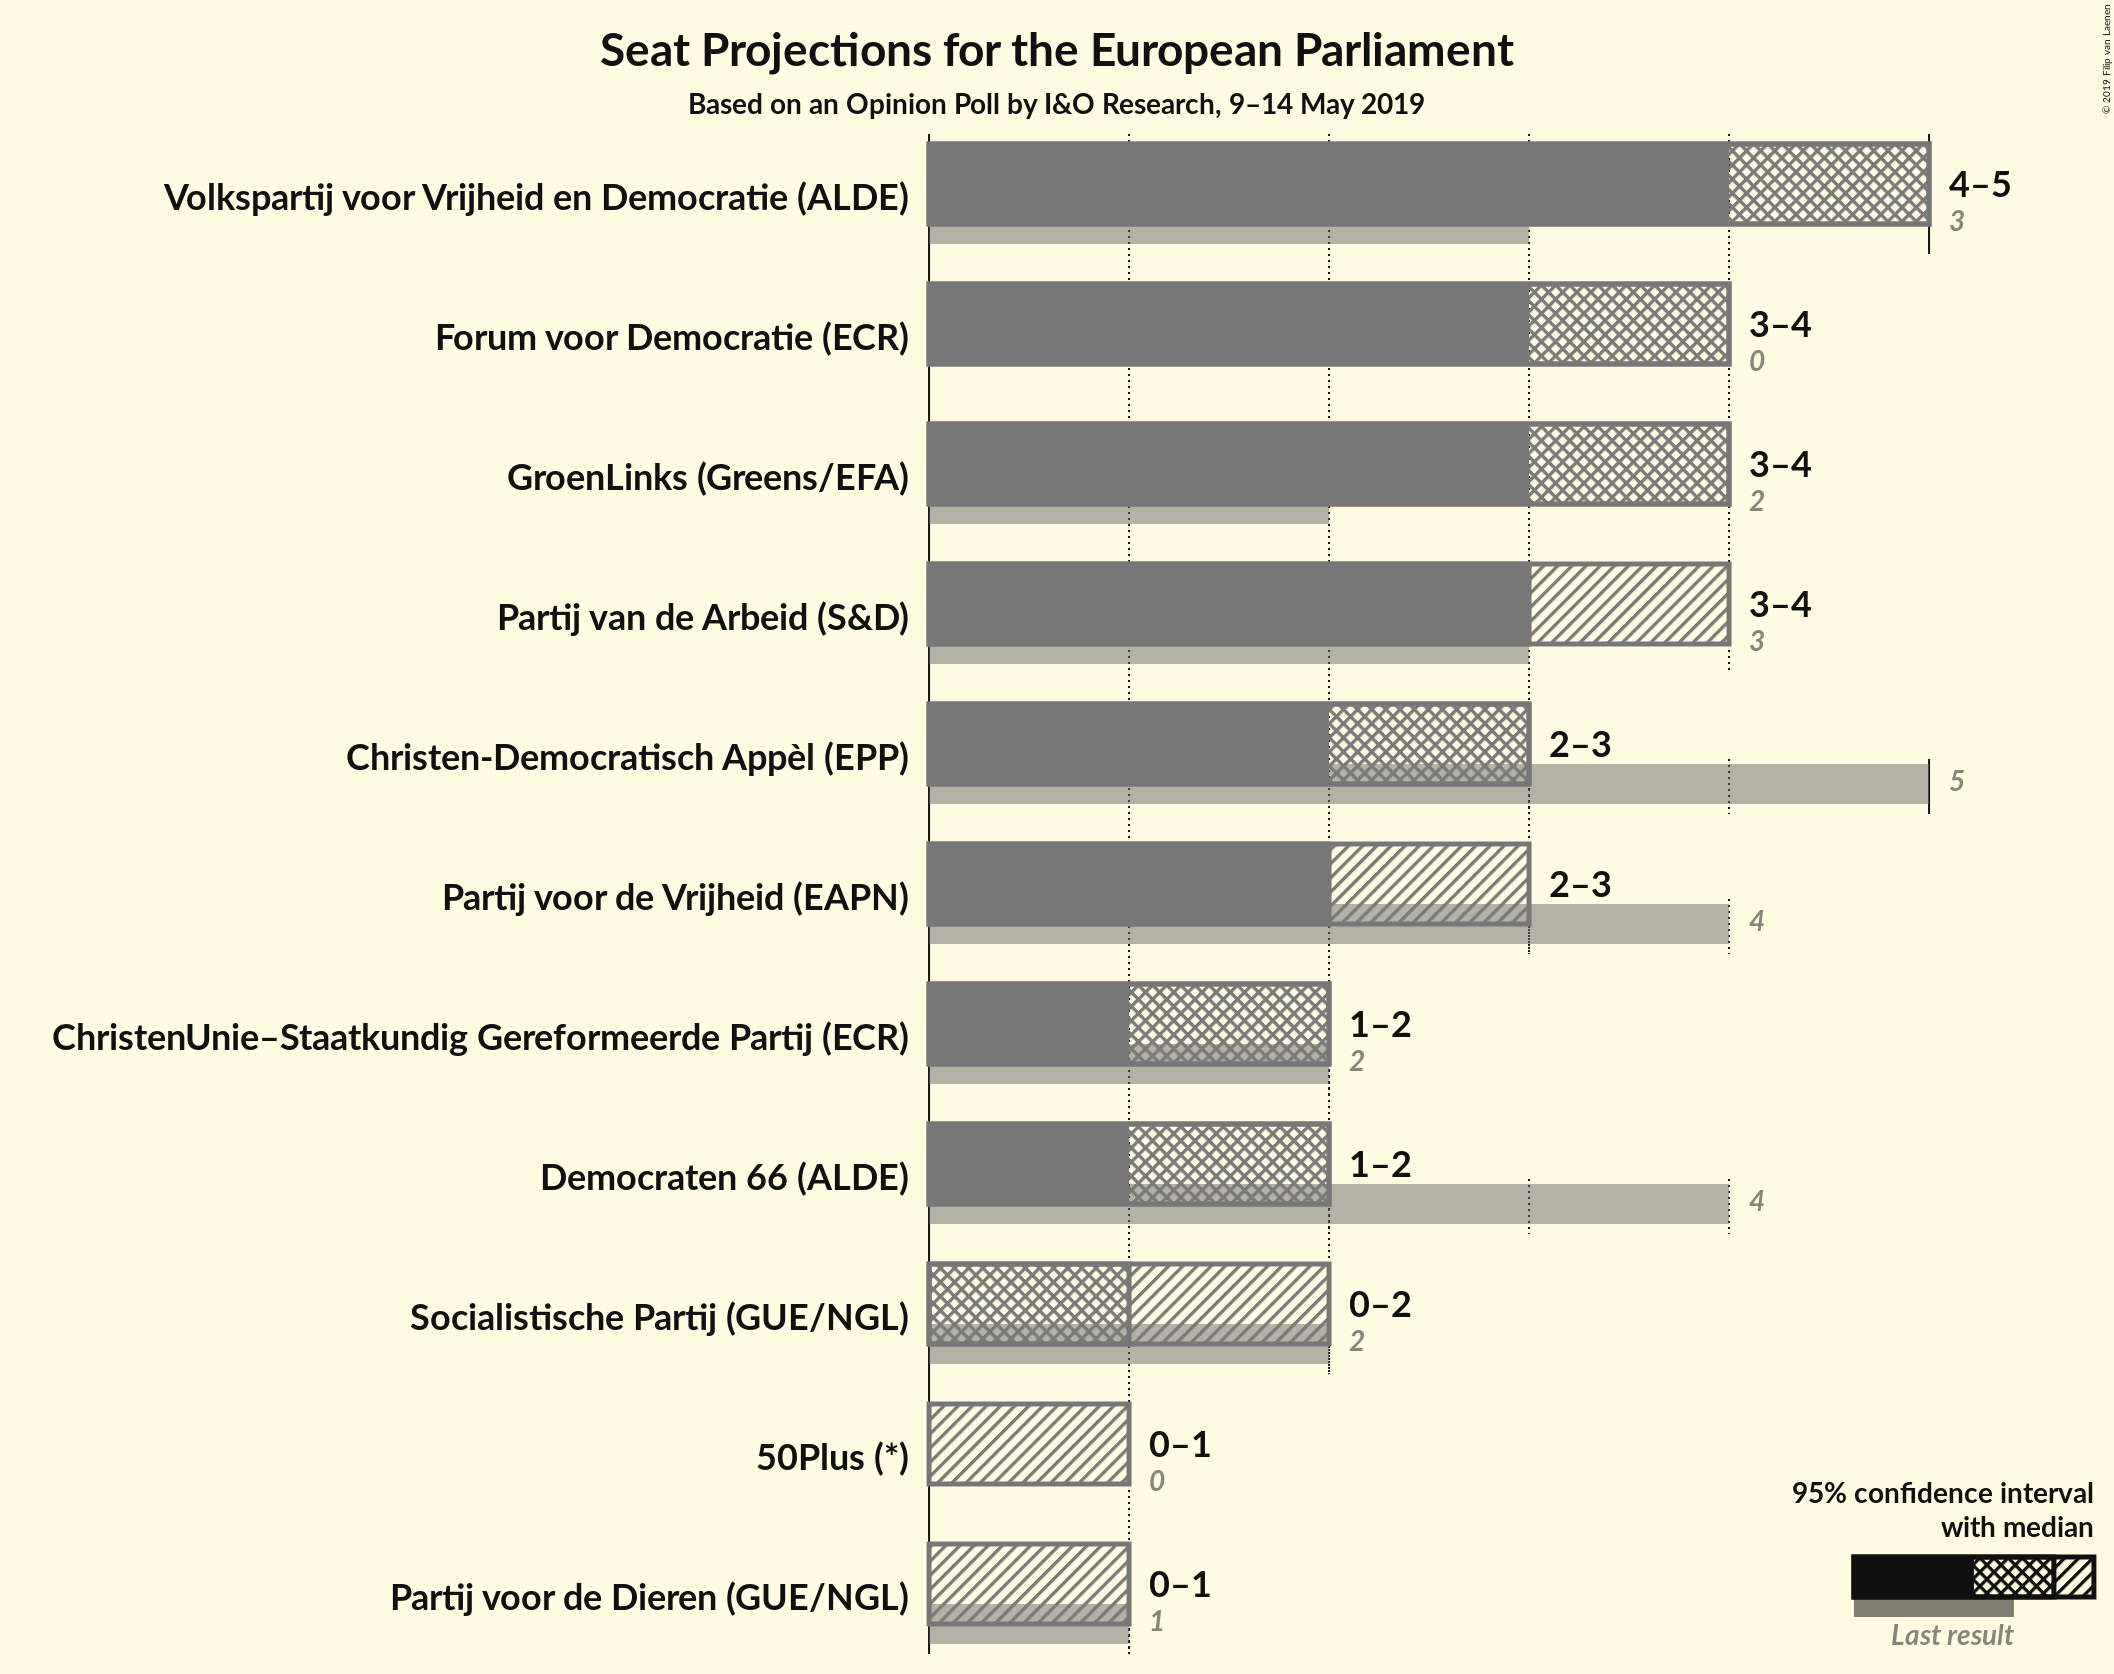 Seat Projections for the European Parliament
Based on an Opinion Poll by I&O Research, 9–14 May 2019
© 2019 Filip van Laenen
Volkspartij voor Vrijheid en Democratie (ALDE)
4–5
3
Forum voor Democratie (ECR)
3–4
0
GroenLinks (Greens/EFA)
3–4
2
Partij van de Arbeid (S&D)
3–4
3
Christen-Democratisch Appèl (EPP)
2–3
5
Partij voor de Vrijheid (EAPN)
2–3
4
ChristenUnie–Staatkundig Gereformeerde Partij (ECR)
1–2
2
Democraten 66 (ALDE)
1–2
4
Socialistische Partij (GUE/NGL)
0–2
2
50Plus (*)
0–1
0
Partij voor de Dieren (GUE/NGL)
0–1
1
95% confidence interval
with median
Last result